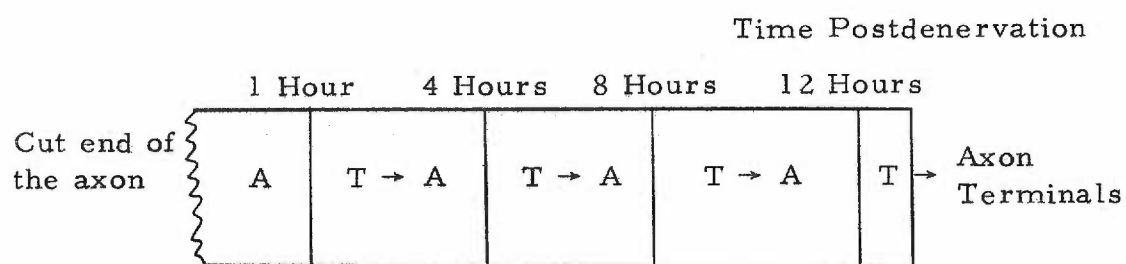 Time Postdenervation
1 Hour 4 Hours 8 Hours 12 Hours
Cut end of
the axon
A T → A T → A T → A T →
Axon
Terminals